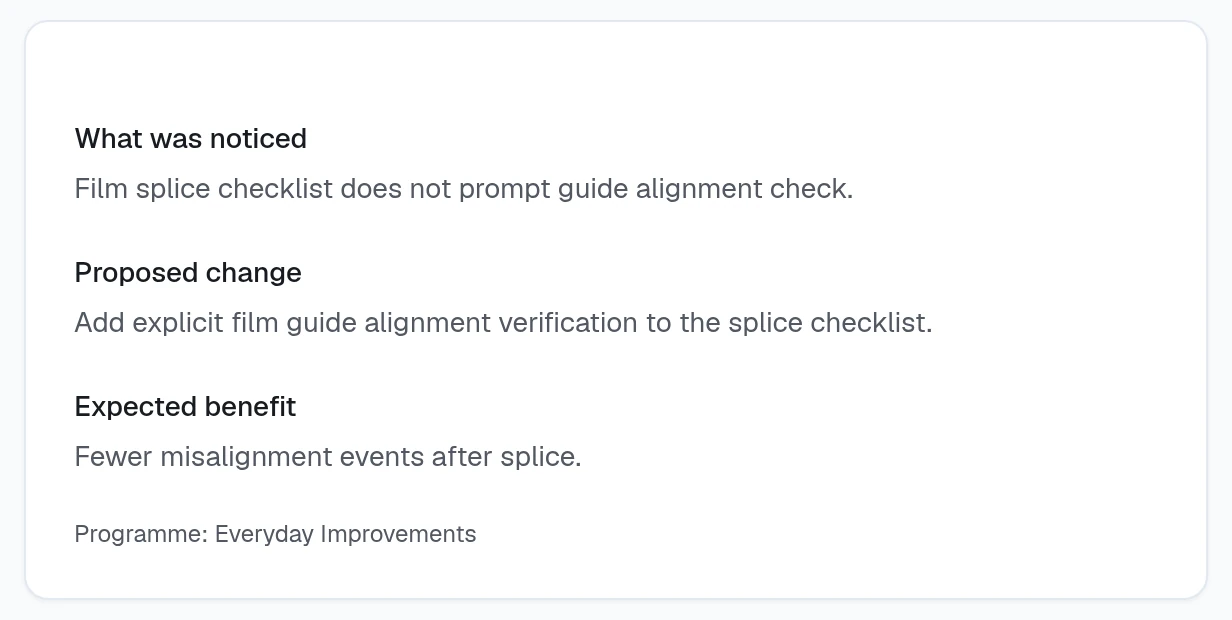 What was noticed
Film splice checklist does not prompt guide alignment check.
Proposed change
Add explicit film guide alignment verification to the splice checklist.
Expected benefit
Fewer misalignment events after splice.
Programme: Everyday Improvements